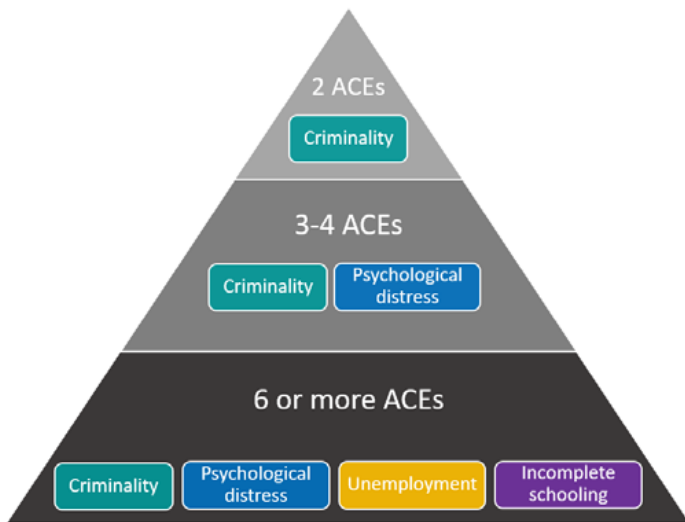 2 ACEs
Criminality
3-4 ACEs
Criminality
Psychological
distress
6 or more ACEs
Criminality
Psychological
distress
Unemployment
Incomplete
schooling